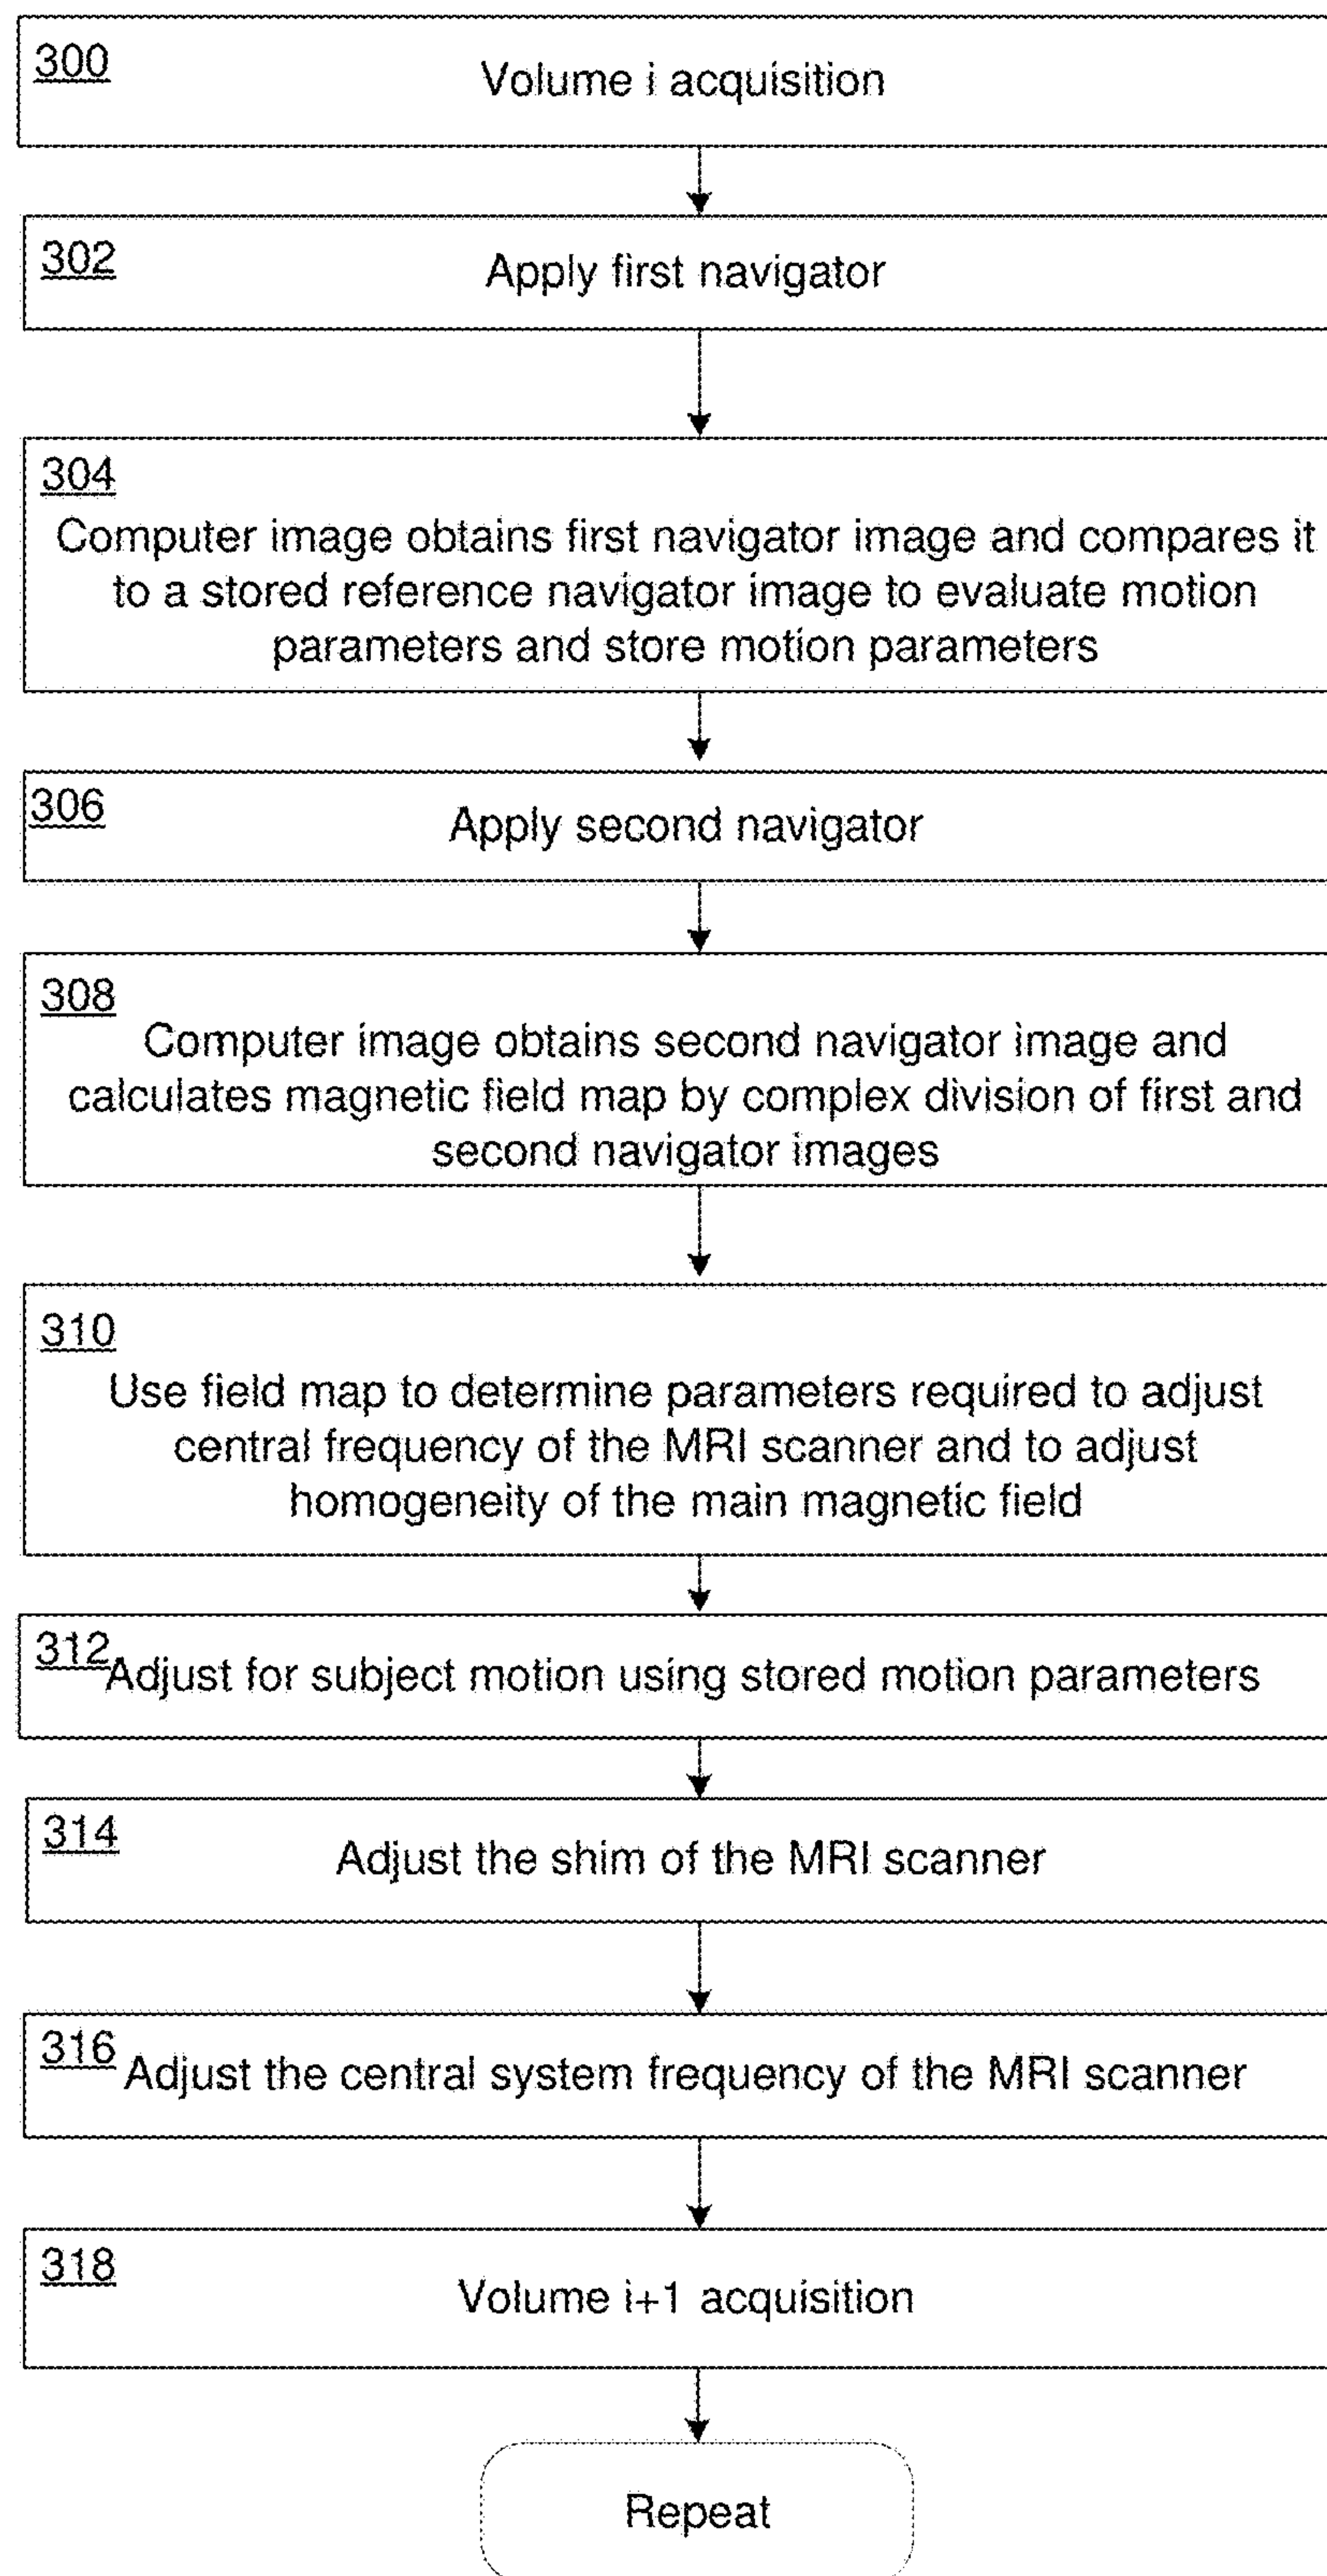 300
Volume i acquisition
302
Apply first navigator
304
Computer image obtains first navigator image and compares it
to a stored reference navigator image to evaluate motion
parameters and store motion parameters
306
Apply second navigator
308
Computer image obtains second navigator image and
calculates magnetic field map by complex division of first and
second navigator images
310
Use field map to determine parameters required to adjust
central frequency of the MRI scanner and to adjust
homogeneity of the main magnetic field
312
Adjust for subject motion using stored motion parameters
314
Adjust the shim of the MRI scanner
316
Adjust the central system frequency of the MRI scanner
318
Volume i+1 acquisition
Repeat